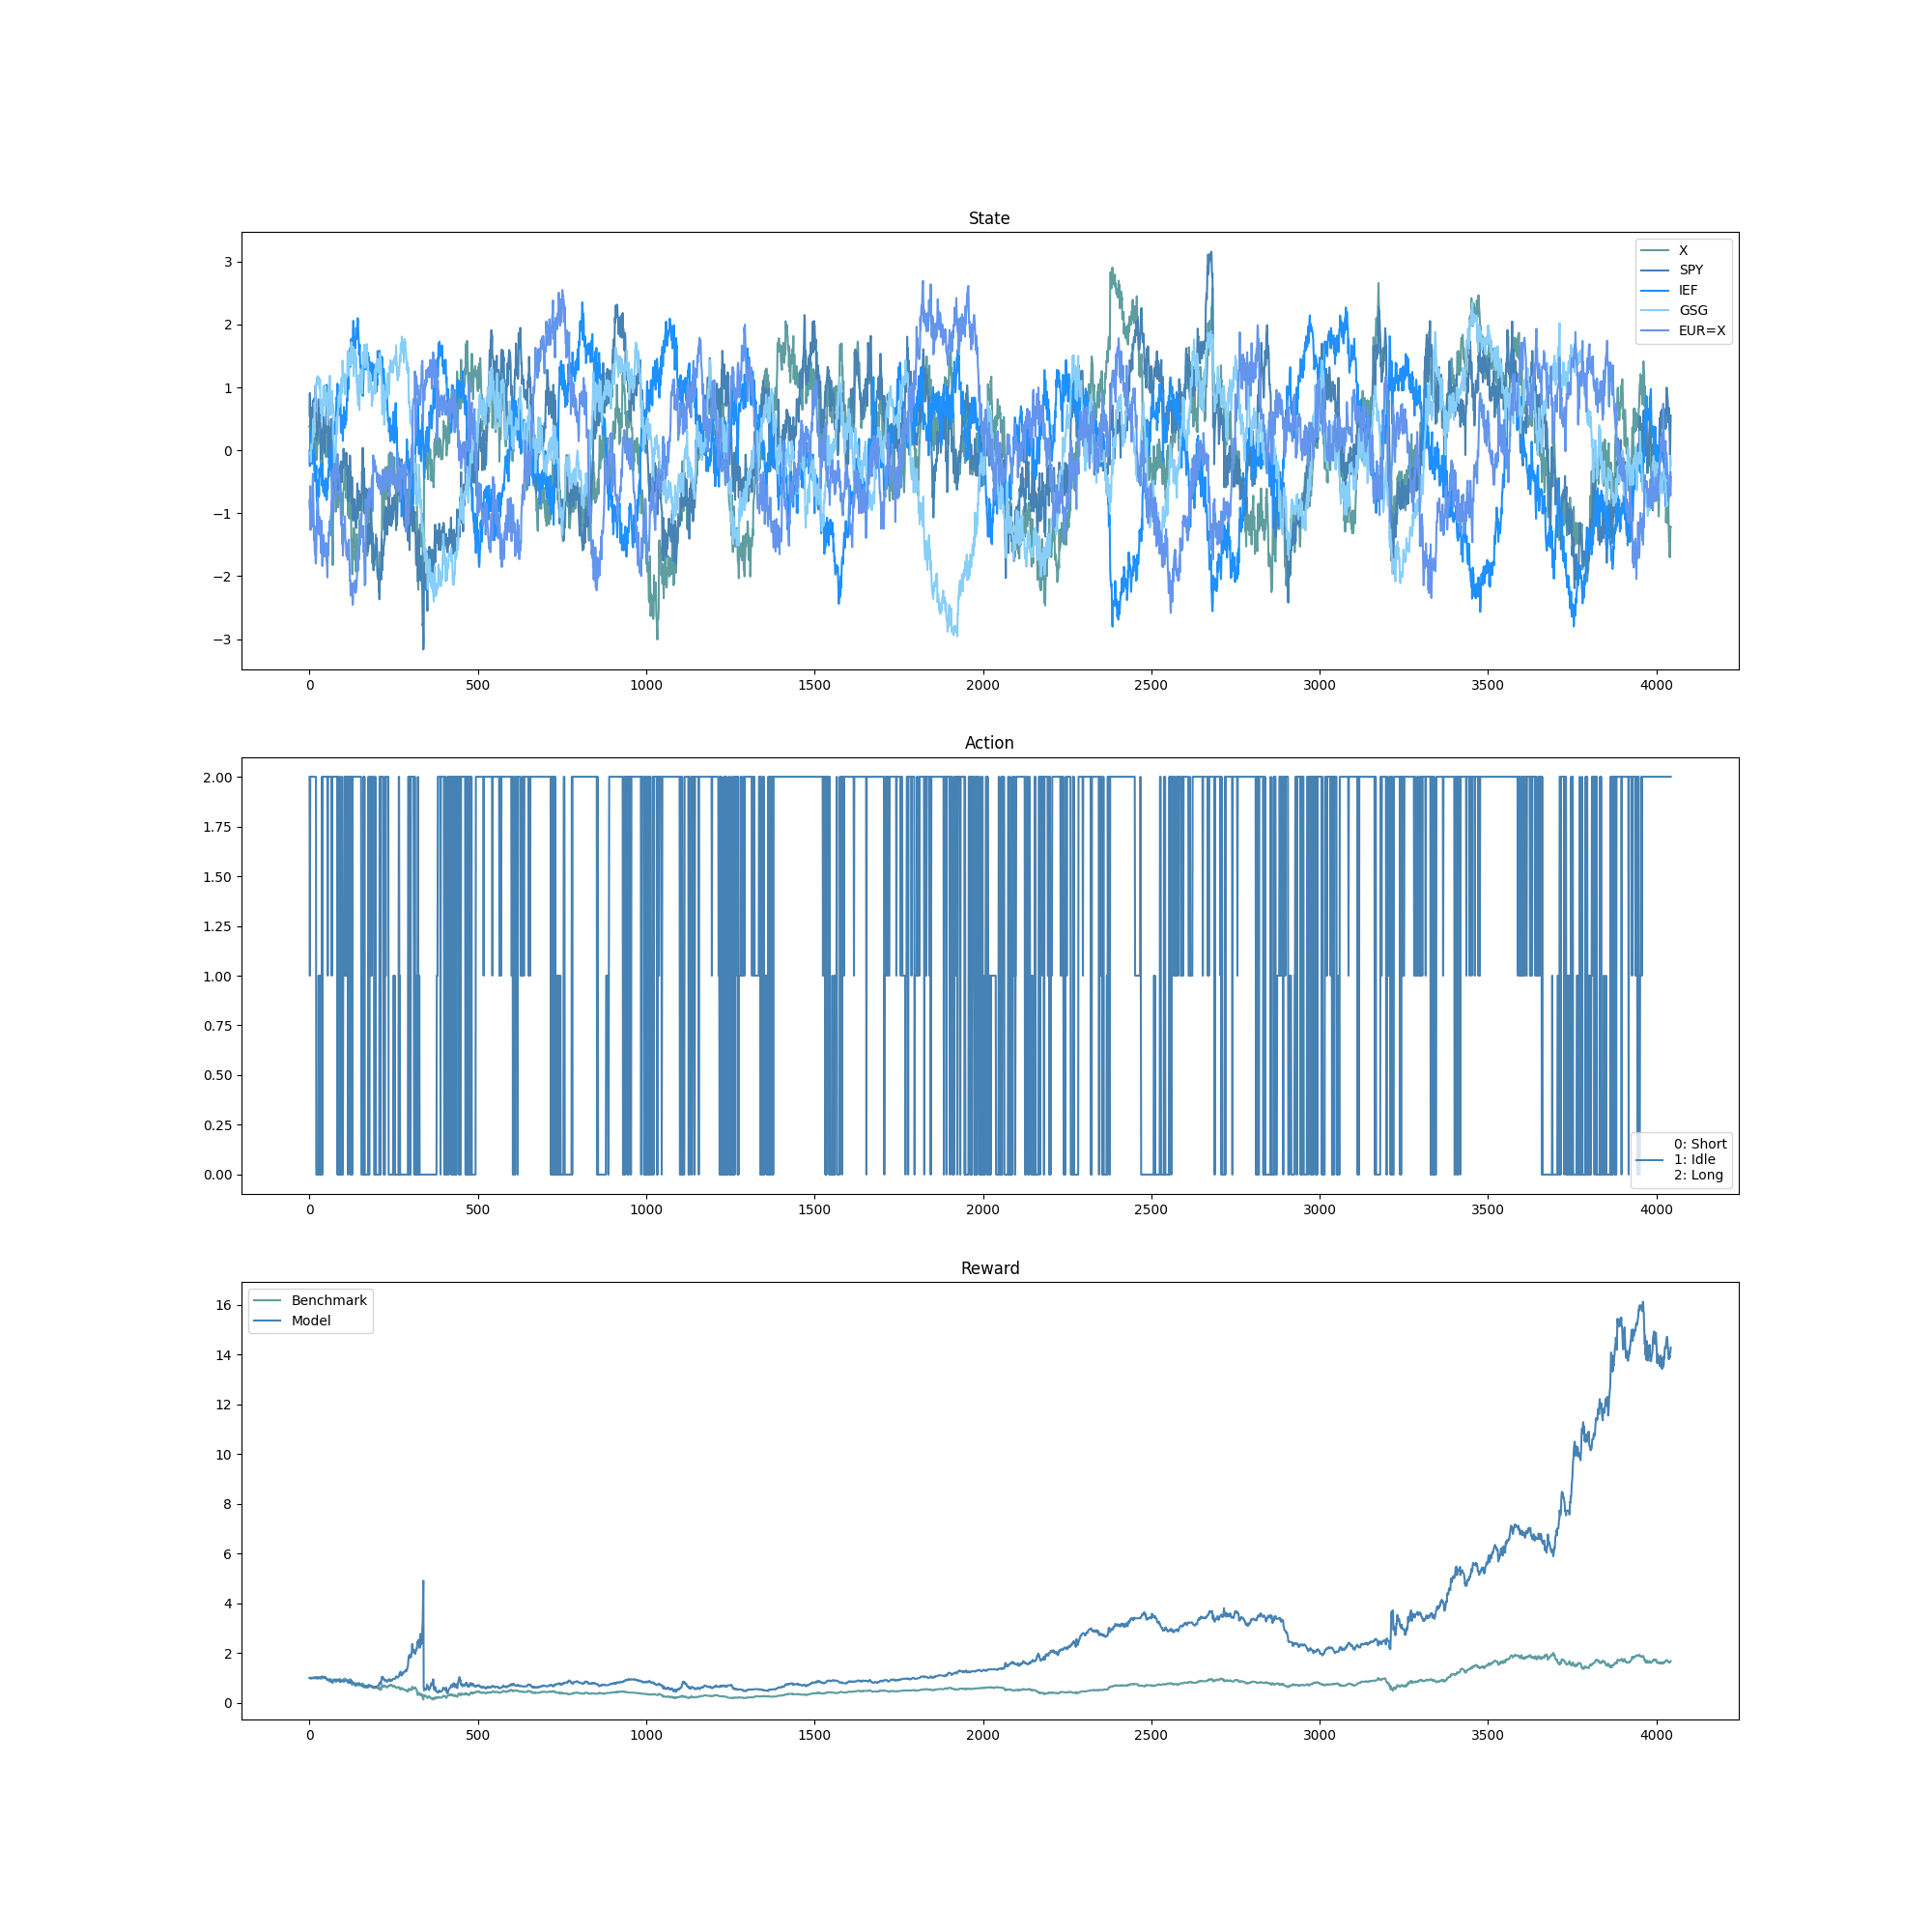 State
3
2
1
0
−1
−2
−3
X
SPY
IEF
GSG
EUR=X
0 500 1000 1500 2000 2500 3000 3500 4000
Action
2.00
1.75
1.50
1.25
1.00
0.75
0.50
0.25
0.00
0: Short
1: Idle
2: Long
0 500 1000 1500 2000 2500 3000 3500 4000
Reward
Benchmark
Model
16
14
12
10
8
6
4
2
0
0 500 1000 1500 2000 2500 3000 3500 4000